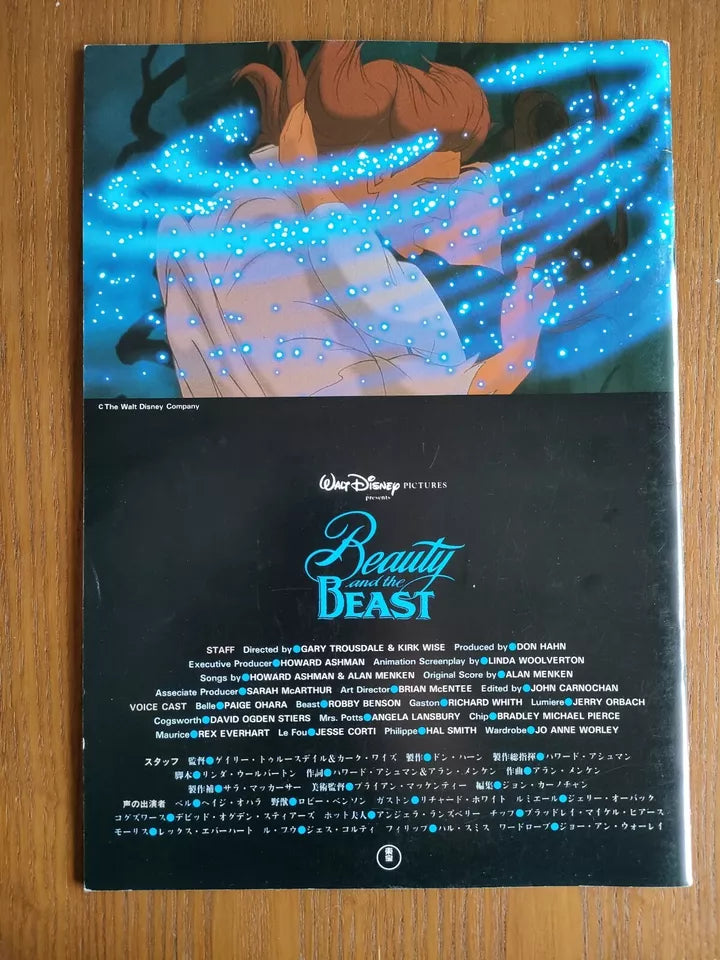 © The Walt Disney Company
WALT DISNEY PICTURES
presents
Beauty
and the
BEAST
STAFF Directed by●GARY TROUSDALE & KIRK WISE Produced by●DON HAHN
Executive Producer●HOWARD ASHMAN Animation Screenplay by●LINDA WOOLVERTON
Songs by●HOWARD ASHMAN & ALAN MENKEN Original Score by●ALAN MENKEN
Asseciate Producer●SARAH McARTHUR Art Director●BRIAN McENTEE Edited by●JOHN CARNOCHAN
VOICE CAST Belle●PAIGE OHARA Beast●ROBBY BENSON Gaston●RICHARD WHITH Lumiere●JERRY ORBACH
Cogsworth●DAVID OGDEN STIERS Mrs. Potts●ANGELA LANSBURY Chip●BRADLEY MICHAEL PIERCE
Maurice●REX EVERHART Le Fou●JESSE CORTI Philippe●HAL SMITH Wardrobe●JO ANNE WORLEY
スタッフ 監督●ゲイリー・トゥルースデイル&カーク・ワイズ 製作●ドン・ハーン 製作総指揮●ハワード・アシュマン
脚本●リンダ・ウールバートン 作詞●ハワード・アシュマン&アラン・メンケン 作曲●アラン・メンケン
製作補●サラ・マッカーサー 美術監督●ブライアン・マッケンティー 編集●ジョン・カーノチャン
声の出演者 ベル●ペイジ・オハラ 野獣●ロビー・ベンソン ガストン●リチャード・ホワイト ルミエール●ジェリー・オーバック
コグズワース●デビッド・オグデン・スティアーズ ポット夫人●アンジェラ・ランズベリー チップ●ブラッドレイ・マイケル・ピアース
モーリス●レックス・エバーハート ル・フウ●ジェス・コルティ フィリップ●ハル・スミス ワードローブ●ジョー・アン・ウォーレイ
東宝